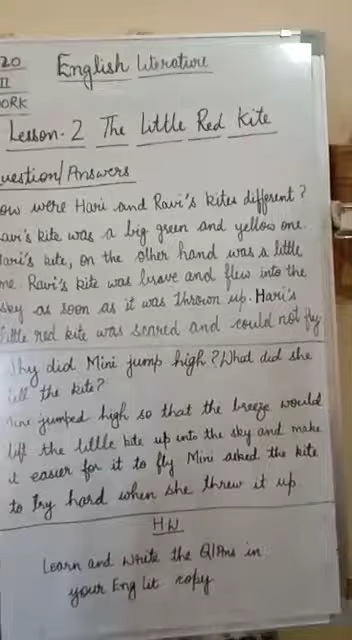 20
II
ORK
English Literature
Lesson-2 The Little Red Kite
uestion/Answers
ow were Hari and Ravi's kites different?
avi's kite was a big green and yellow one.
ari's kite, on the other hand was a little
ne. Ravi's kite was brave and flew into the
sky as soon as it was thrown up. Hari's
little red kite was scared and could not fly
hy did Mini jump high? What did she
tell the kite?
ini jumped high so that the breeze would
lift the little kite up into the sky and make
it easier for it to fly Mini asked the kite
to try hard when she threw it up.
H.W
Learn and write the Q/Ans in
your Eng Lit copy